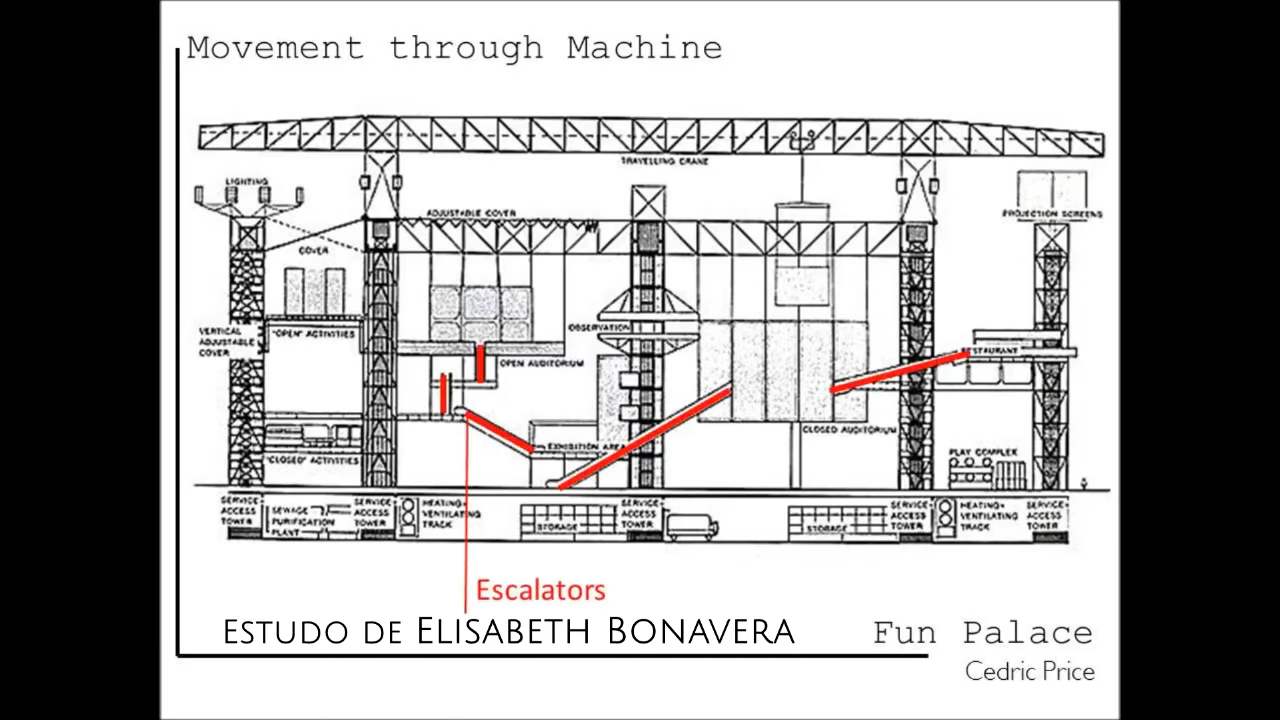 Movement through Machine
TRAVELLING CRANE
LIGHTING
ADJUSTABLE COVER
PROJECTION SCREENS
COVER
"OPEN" ACTIVITIES
OBSERVATION
VERTICAL
ADJUSTABLE
COVER
OPEN AUDITORIUM
RESTAURANT
CLOSED AUDITORIUM
EXHIBITION AREA
"CLOSED" ACTIVITIES
PLAY COMPLEX
SERVICE
ACCESS
TOWER
SEWAGE
PURIFICATION
PLANT
SERVICE
ACCESS
TOWER
HEATING+
VENTILATING
TRACK
STORAGE
SERVICE
ACCESS
TOWER
STORAGE
SERVICE
ACCESS
TOWER
HEATING+
VENTILATING
TRACK
SERVICE
ACCESS
TOWER
Escalators
ESTUDO DE ELISABETH BONAVERA
Fun Palace
Cedric Price